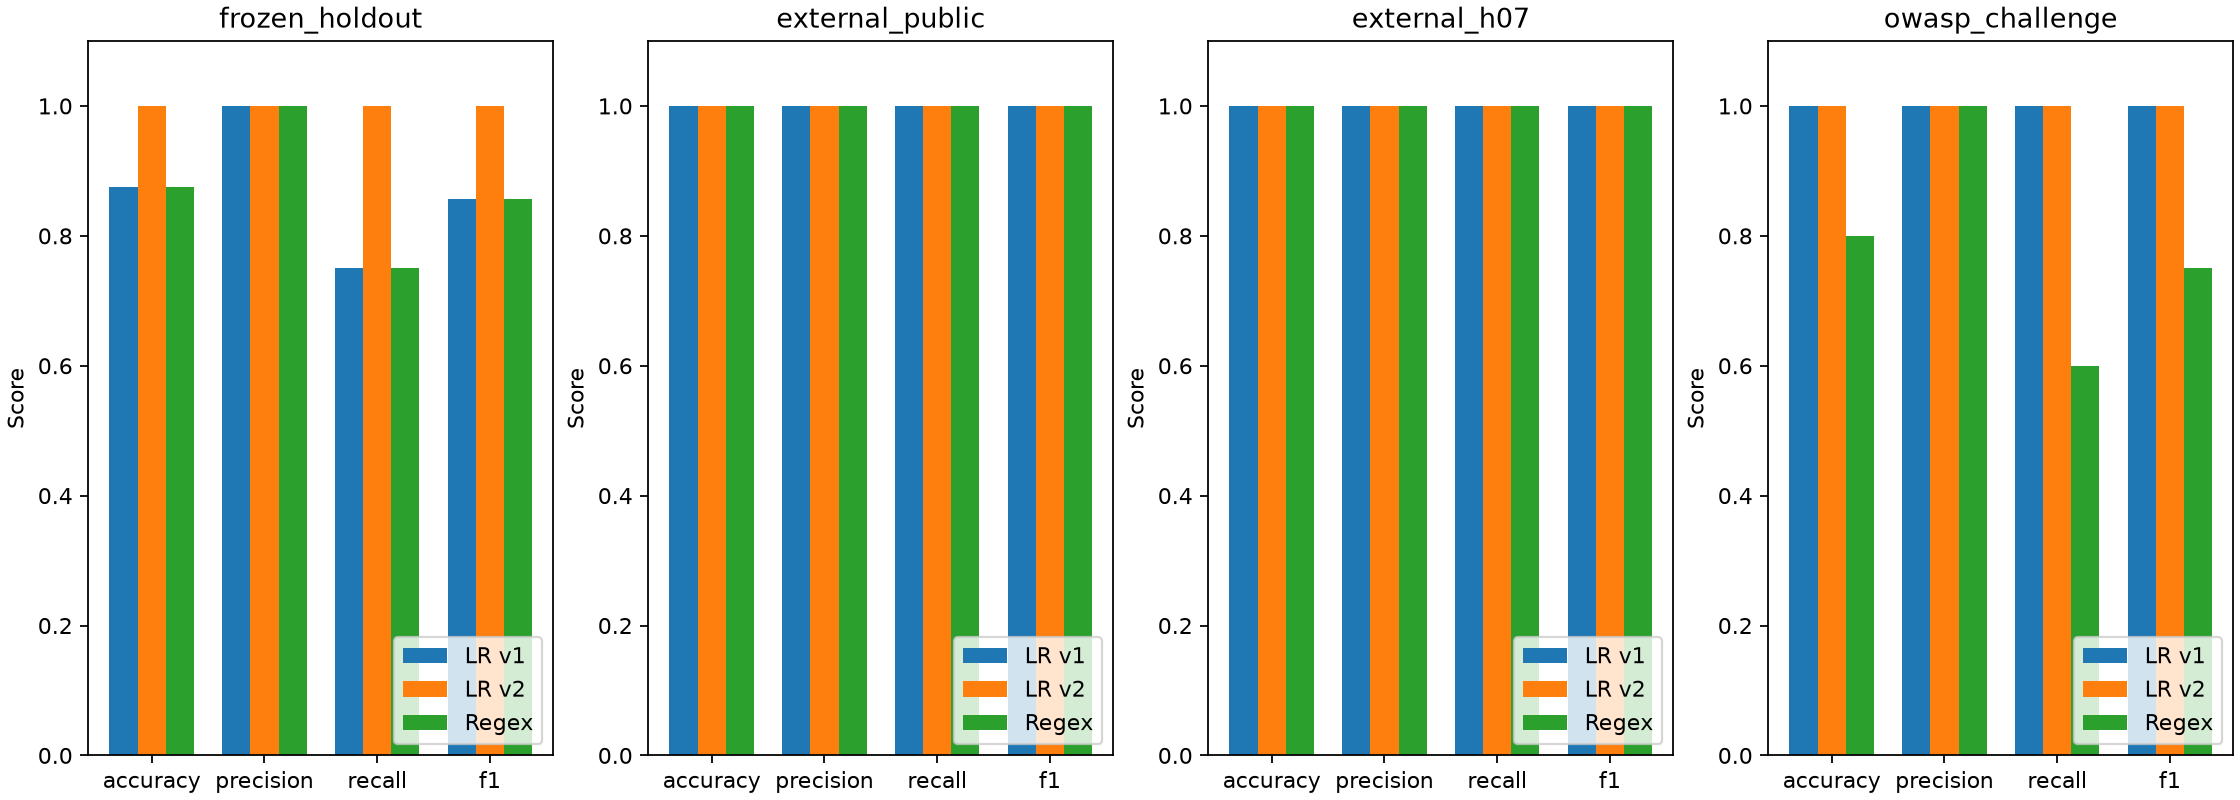 frozen_holdout
Score
1.0
0.8
0.6
0.4
0.2
0.0
accuracy precision recall f1
LR v1
LR v2
Regex
external_public
Score
1.0
0.8
0.6
0.4
0.2
0.0
accuracy precision recall f1
LR v1
LR v2
Regex
external_h07
Score
1.0
0.8
0.6
0.4
0.2
0.0
accuracy precision recall f1
LR v1
LR v2
Regex
owasp_challenge
Score
1.0
0.8
0.6
0.4
0.2
0.0
accuracy precision recall f1
LR v1
LR v2
Regex